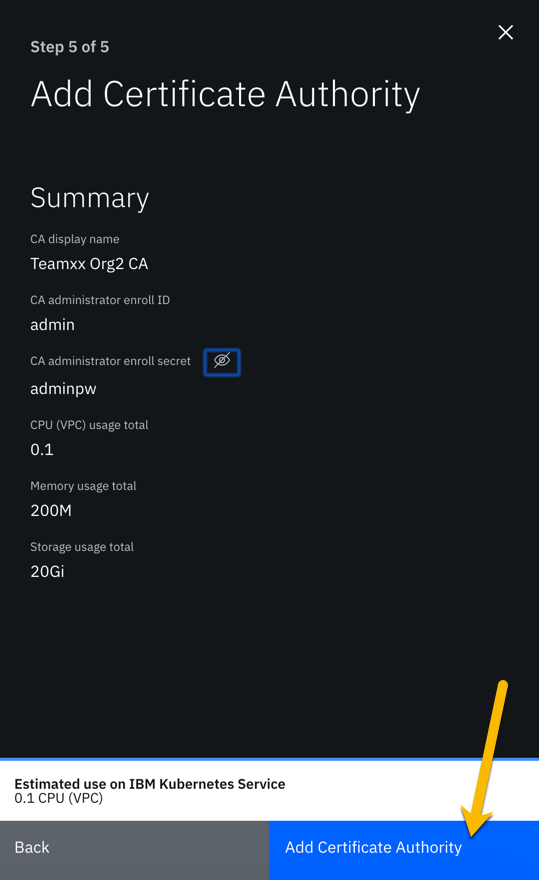 Step 5 of 5
Add Certificate Authority
Summary
CA display name
Teamxx Org2 CA
CA administrator enroll ID
admin
CA administrator enroll secret
adminpw
CPU (VPC) usage total
0.1
Memory usage total
200M
Storage usage total
20Gi
Estimated use on IBM Kubernetes Service
0.1 CPU (VPC)
Back
Add Certificate Authority